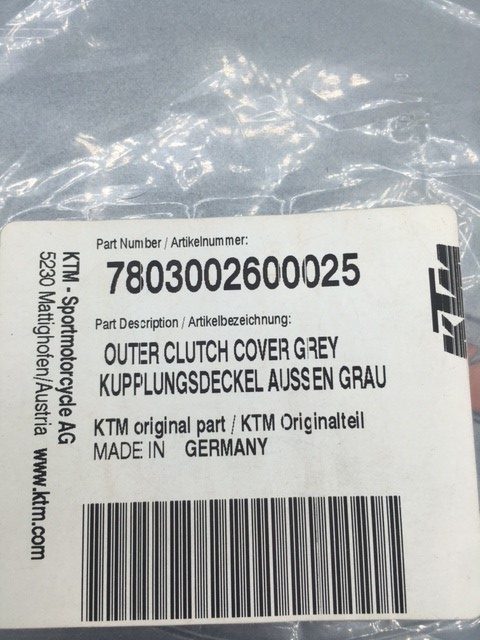 Part Number / Artikelnummer:
7803002600025
Part Description / Artikelbezeichnung:
OUTER CLUTCH COVER GREY
KUPPLUNGSDECKEL AUSSEN GRAU
KTM original part / KTM Originalteil
MADE IN GERMANY
KTM - Sportmotorcycle AG
5230 Mattighofen/Austria www.ktm.com
KTM